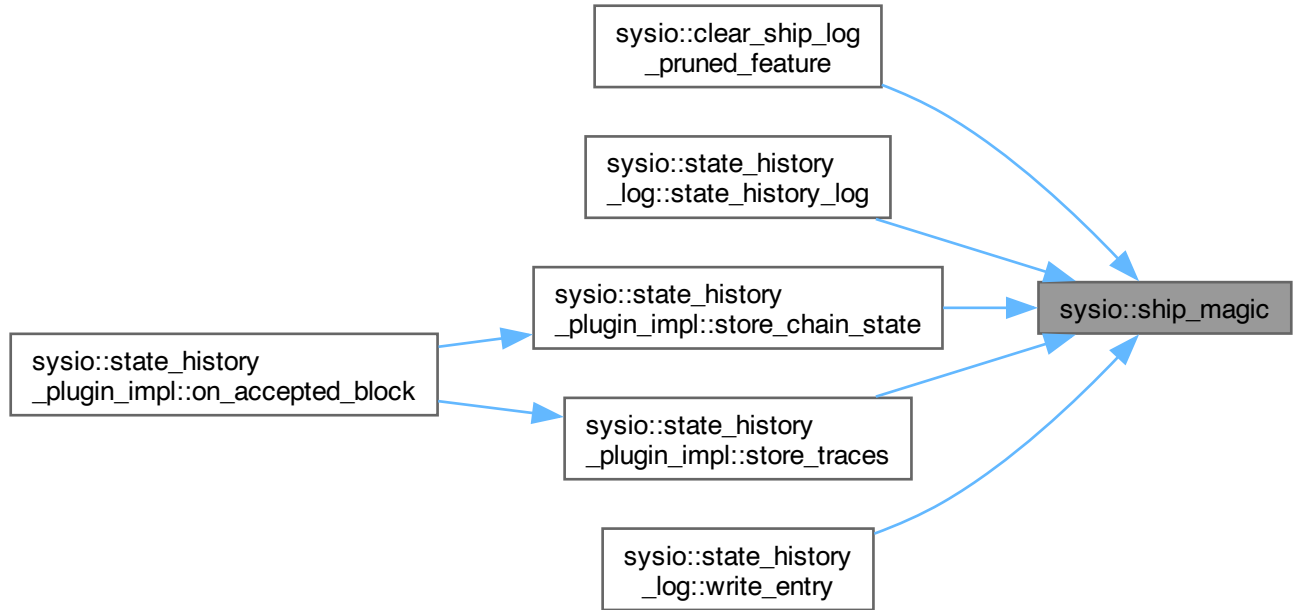 sysio::clear_ship_log
_pruned_feature
sysio::state_history
_log::state_history_log
sysio::state_history
_plugin_impl::store_chain_state
sysio::ship_magic
sysio::state_history
_plugin_impl::on_accepted_block
sysio::state_history
_plugin_impl::store_traces
sysio::state_history
_log::write_entry